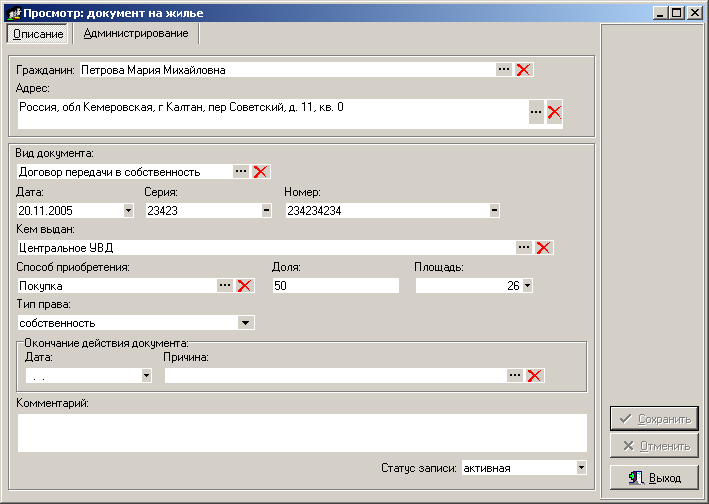 Просмотр: документ на жилье
Описание Администрирование
Гражданин: Петрова Мария Михайловна
Адрес:
Россия, обл Кемеровская, г Калтан, пер Советский, д. 11, кв. 0
Вид документа:
Договор передачи в собственность
Дата: Серия: Номер:
20.11.2005 23423 234234234
Кем выдан:
Центральное УВД
Способ приобретения: Доля: Площадь:
Покупка 50 26
Тип права:
собственность
Окончание действия документа:
Дата: Причина:
. .
Комментарий:
Статус записи: активная
Сохранить
Отменить
Выход